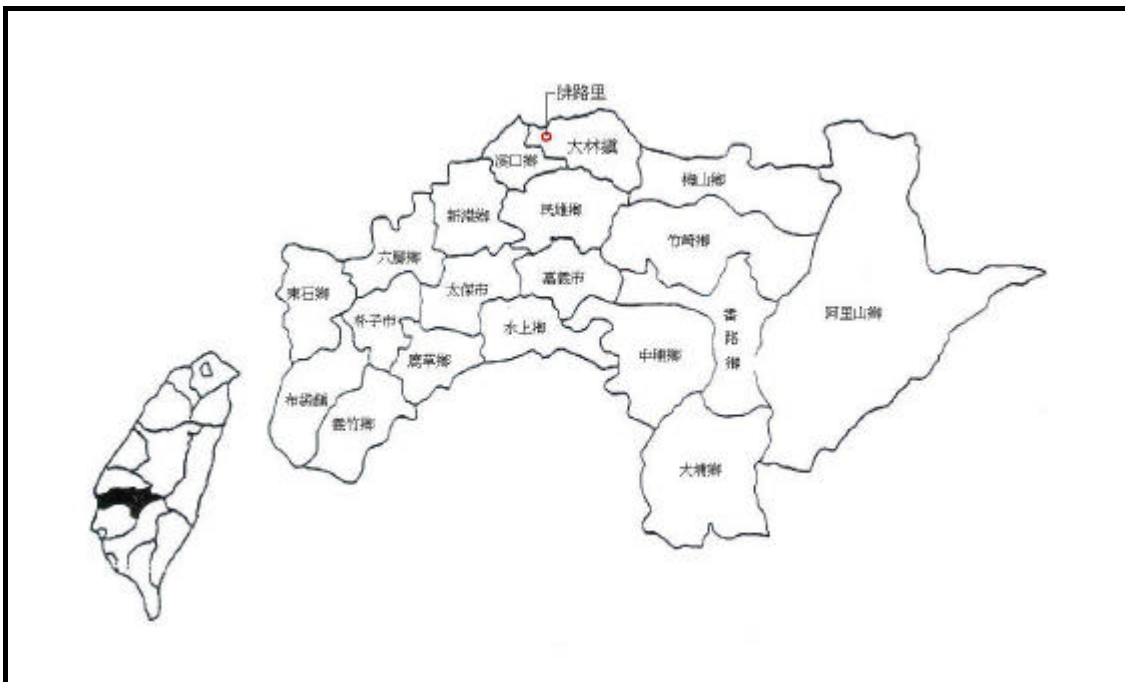 排路里
大林鎮
溪口鄉
梅山鄉
民雄鄉
新港鄉
竹崎鄉
六腳鄉
太保市
嘉義市
東石鄉
番路鄉
阿里山鄉
朴子市
水上鄉
鹿草鄉
中埔鄉
布袋鎮
義竹鄉
大埔鄉